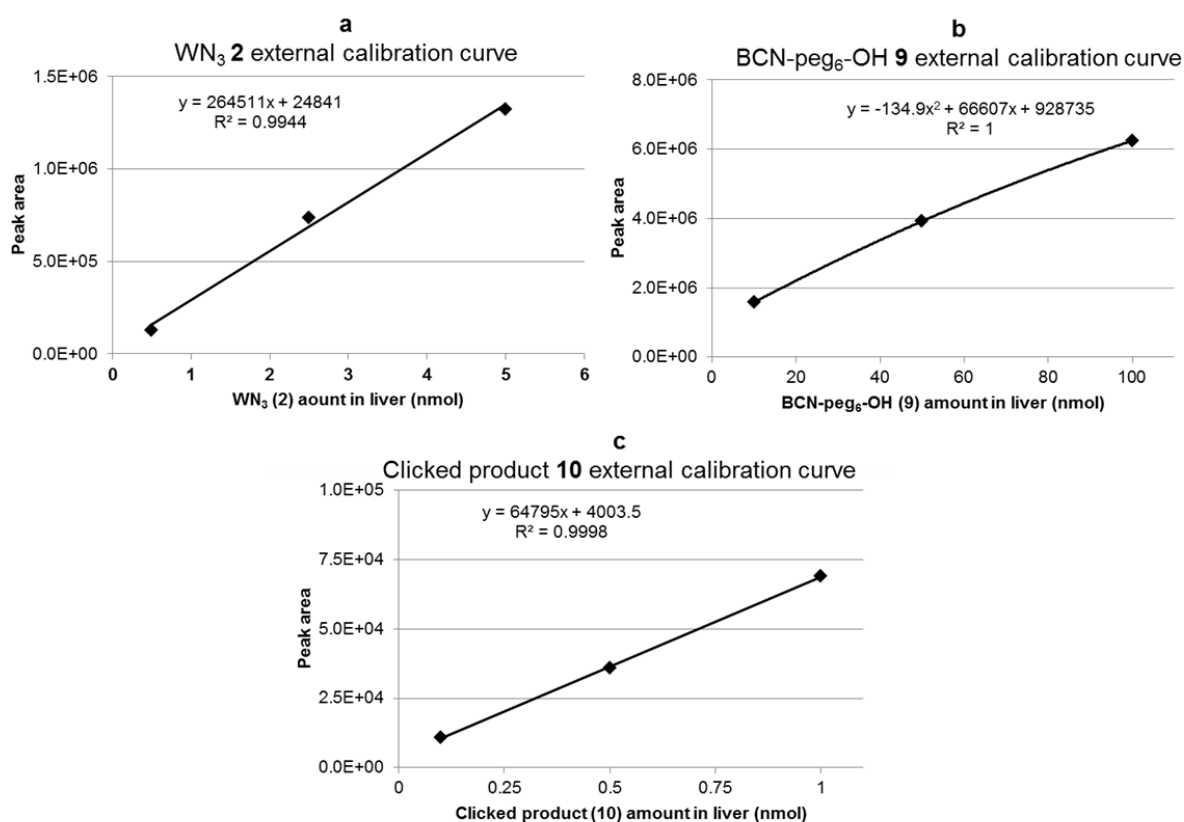 a
WN₃ 2 external calibration curve
1.5E+06
1.0E+06
5.0E+05
0.0E+00
Peak area
y = 264511x + 24841
R² = 0.9944
0 1 2 3 4 5 6
WN₃ (2) aount in liver (nmol)
b
BCN-peg₆-OH 9 external calibration curve
8.0E+06
6.0E+06
4.0E+06
2.0E+06
0.0E+00
Peak area
y = -134.9x² + 66607x + 928735
R² = 1
0 20 40 60 80 100
BCN-peg₆-OH (9) amount in liver (nmol)
c
Clicked product 10 external calibration curve
1.0E+05
7.5E+04
5.0E+04
2.5E+04
0.0E+00
Peak area
y = 64795x + 4003.5
R² = 0.9998
0 0.25 0.5 0.75 1
Clicked product (10) amount in liver (nmol)